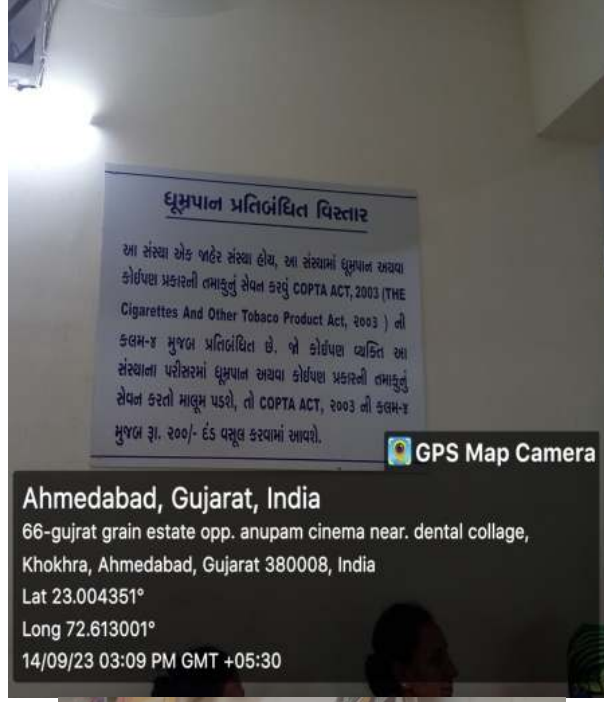 ધૂમ્રપાન પ્રતિબંધિત વિસ્તાર
આ સંસ્થા એક જાહેર સંસ્થા હોય, આ સંસ્થામાં ધૂમ્રપાન અથવા
કોઈપણ પ્રકારની તમાકુનું સેવન કરવું COPTA ACT, 2003 (THE
Cigarettes And Other Tobaco Product Act, ૨૦૦૩ ) ની
કલમ-૪ મુજબ પ્રતિબંધિત છે. જો કોઈપણ વ્યક્તિ આ
સંસ્થાના પરીસરમાં ધૂમ્રપાન અથવા કોઈપણ પ્રકારની તમાકુનું
સેવન કરતો માલૂમ પડશે, તો COPTA ACT, ૨૦૦૩ ની કલમ-૪
મુજબ રૂા. ૨૦૦/- દંડ વસૂલ કરવામાં આવશે.
GPS Map Camera
Ahmedabad, Gujarat, India
66-gujrat grain estate opp. anupam cinema near. dental collage,
Khokhra, Ahmedabad, Gujarat 380008, India
Lat 23.004351°
Long 72.613001°
14/09/23 03:09 PM GMT +05:30